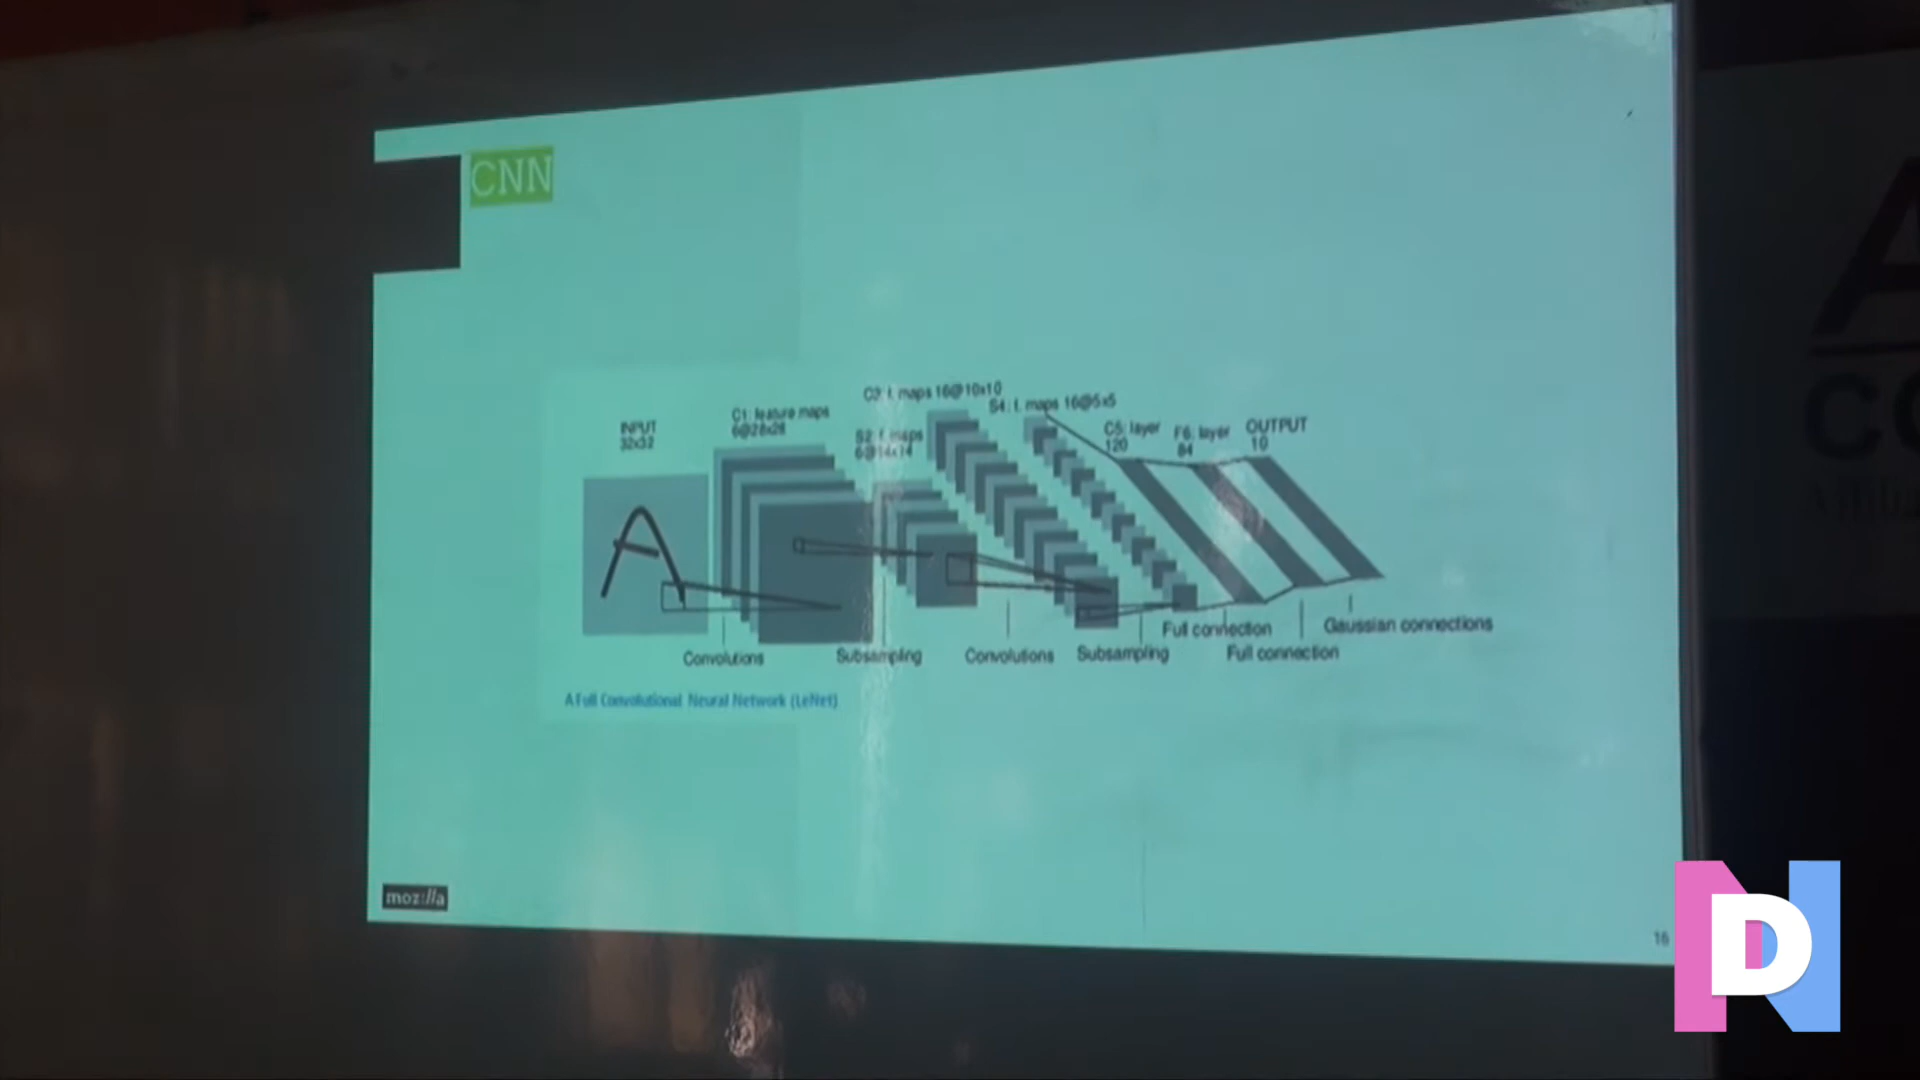 CNN
INPUT
32x32
C1: feature maps
6@28x28
S2: f. maps
6@14x14
C3: f. maps 16@10x10
S4: f. maps 16@5x5
C5: layer
120
F6: layer
84
OUTPUT
10
Convolutions
Subsampling
Convolutions
Subsampling
Full connection
Full connection
Gaussian connections
A Full Convolutional Neural Network (LeNet)
moz://a
16
ND